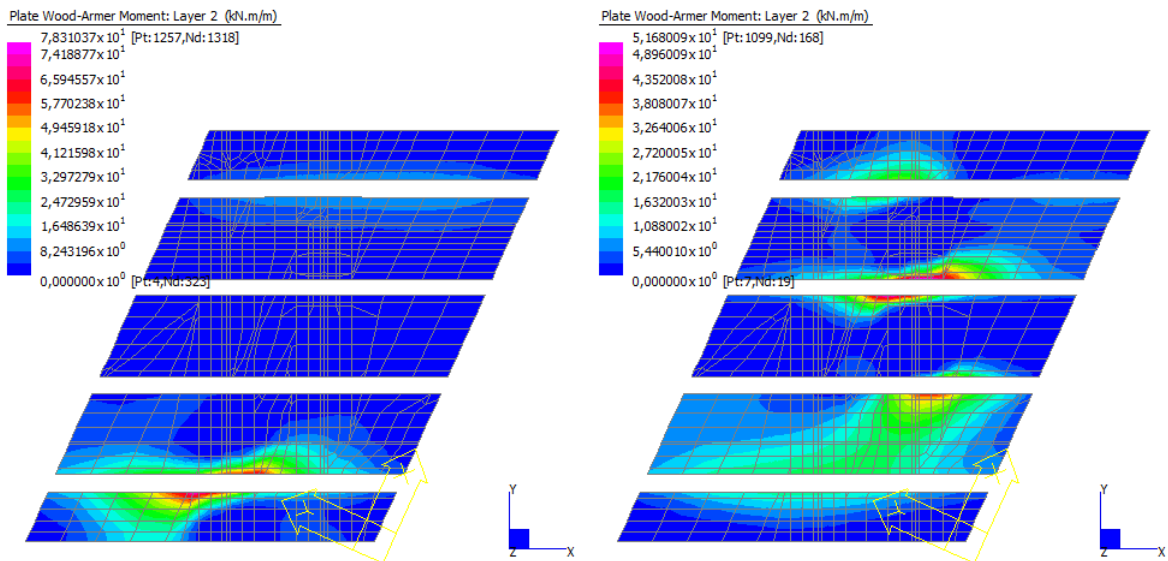 Plate Wood-Armer Moment: Layer 2 (kN.m/m)
7,831037x10¹ [Pt:1257,Nd:1318]
7,418877x10¹
6,594557x10¹
5,770238x10¹
4,945918x10¹
4,121598x10¹
3,297279x10¹
2,472959x10¹
1,648639x10¹
8,243196x10⁰
0,000000x10⁰ [Pt:4,Nd:323]
Y
Z X
Plate Wood-Armer Moment: Layer 2 (kN.m/m)
5,168009x10¹ [Pt:1099,Nd:168]
4,896009x10¹
4,352008x10¹
3,808007x10¹
3,264006x10¹
2,720005x10¹
2,176004x10¹
1,632003x10¹
1,088002x10¹
5,440010x10⁰
0,000000x10⁰ [Pt:7,Nd:19]
Y
Z X